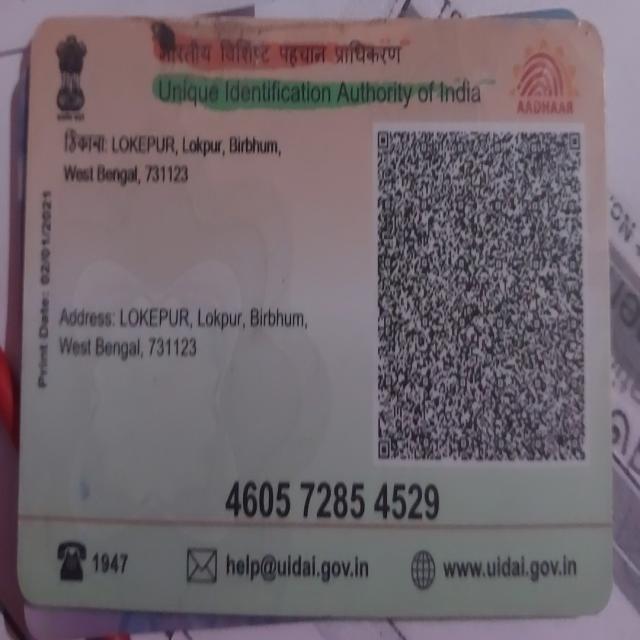 भारतीय विशिष्ट पहचान प्राधिकरण
Unique Identification Authority of India
AADHAAR
ठिकाना: LOKEPUR, Lokpur, Birbhum,
West Bengal, 731123
Print Date: 02/01/2021
Address: LOKEPUR, Lokpur, Birbhum,
West Bengal, 731123
4605 7285 4529
1947
help@uidai.gov.in
www.uidai.gov.in